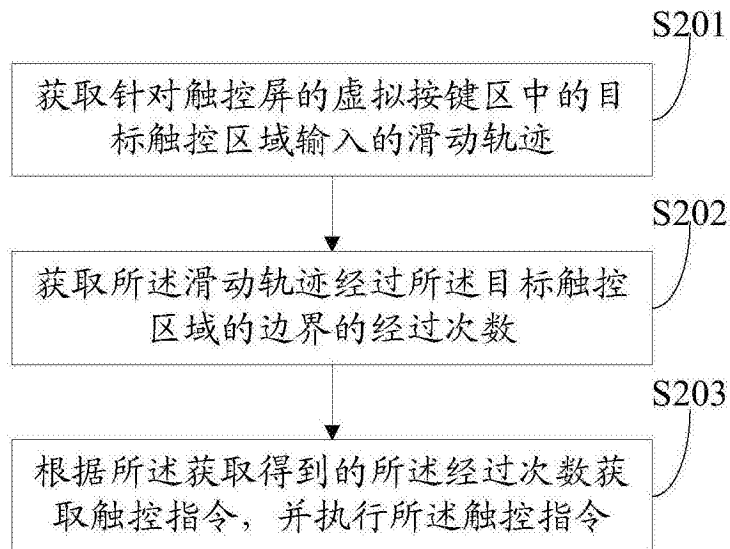 S201
获取针对触控屏的虚拟按键区中的目
标触控区域输入的滑动轨迹
S202
获取所述滑动轨迹经过所述目标触控
区域的边界的经过次数
S203
根据所述获取得到的所述经过次数获
取触控指令，并执行所述触控指令